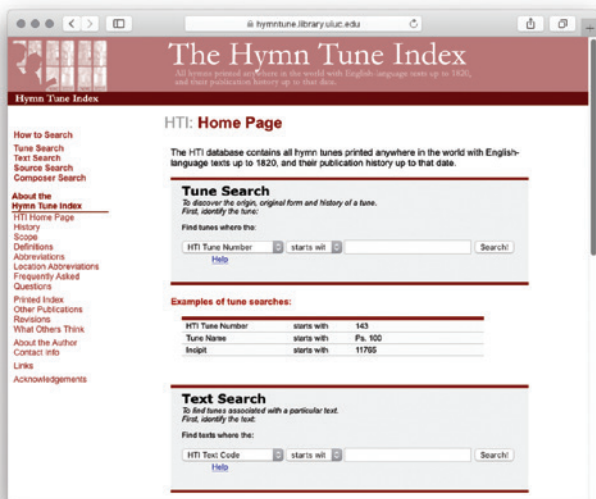 hymntune.library.uiuc.edu
The Hymn Tune Index
All hymns printed anywhere in the world with English-language texts up to 1820,
and their publication history up to that date.
Hymn Tune Index
HTI: Home Page
The HTI database contains all hymn tunes printed anywhere in the world with English-
language texts up to 1820, and their publication history up to that date.
How to Search
Tune Search
Text Search
Source Search
Composer Search
About the
Hymn Tune Index
HTI Home Page
History
Scope
Definitions
Abbreviations
Location Abbreviations
Frequently Asked
Questions
Printed Index
Other Publications
Revisions
What Others Think
About the Author
Contact Info
Links
Acknowledgements
Tune Search
To discover the origin, original form and history of a tune.
First, identify the tune:
Find tunes where the:
HTI Tune Number starts wit Search!
Help
Examples of tune searches:
HTI Tune Number starts with 143
Tune Name starts with Ps. 100
Incipit starts with 11765
Text Search
To find tunes associated with a particular text.
First, identify the text:
Find texts where the:
HTI Text Code starts wit Search!
Help